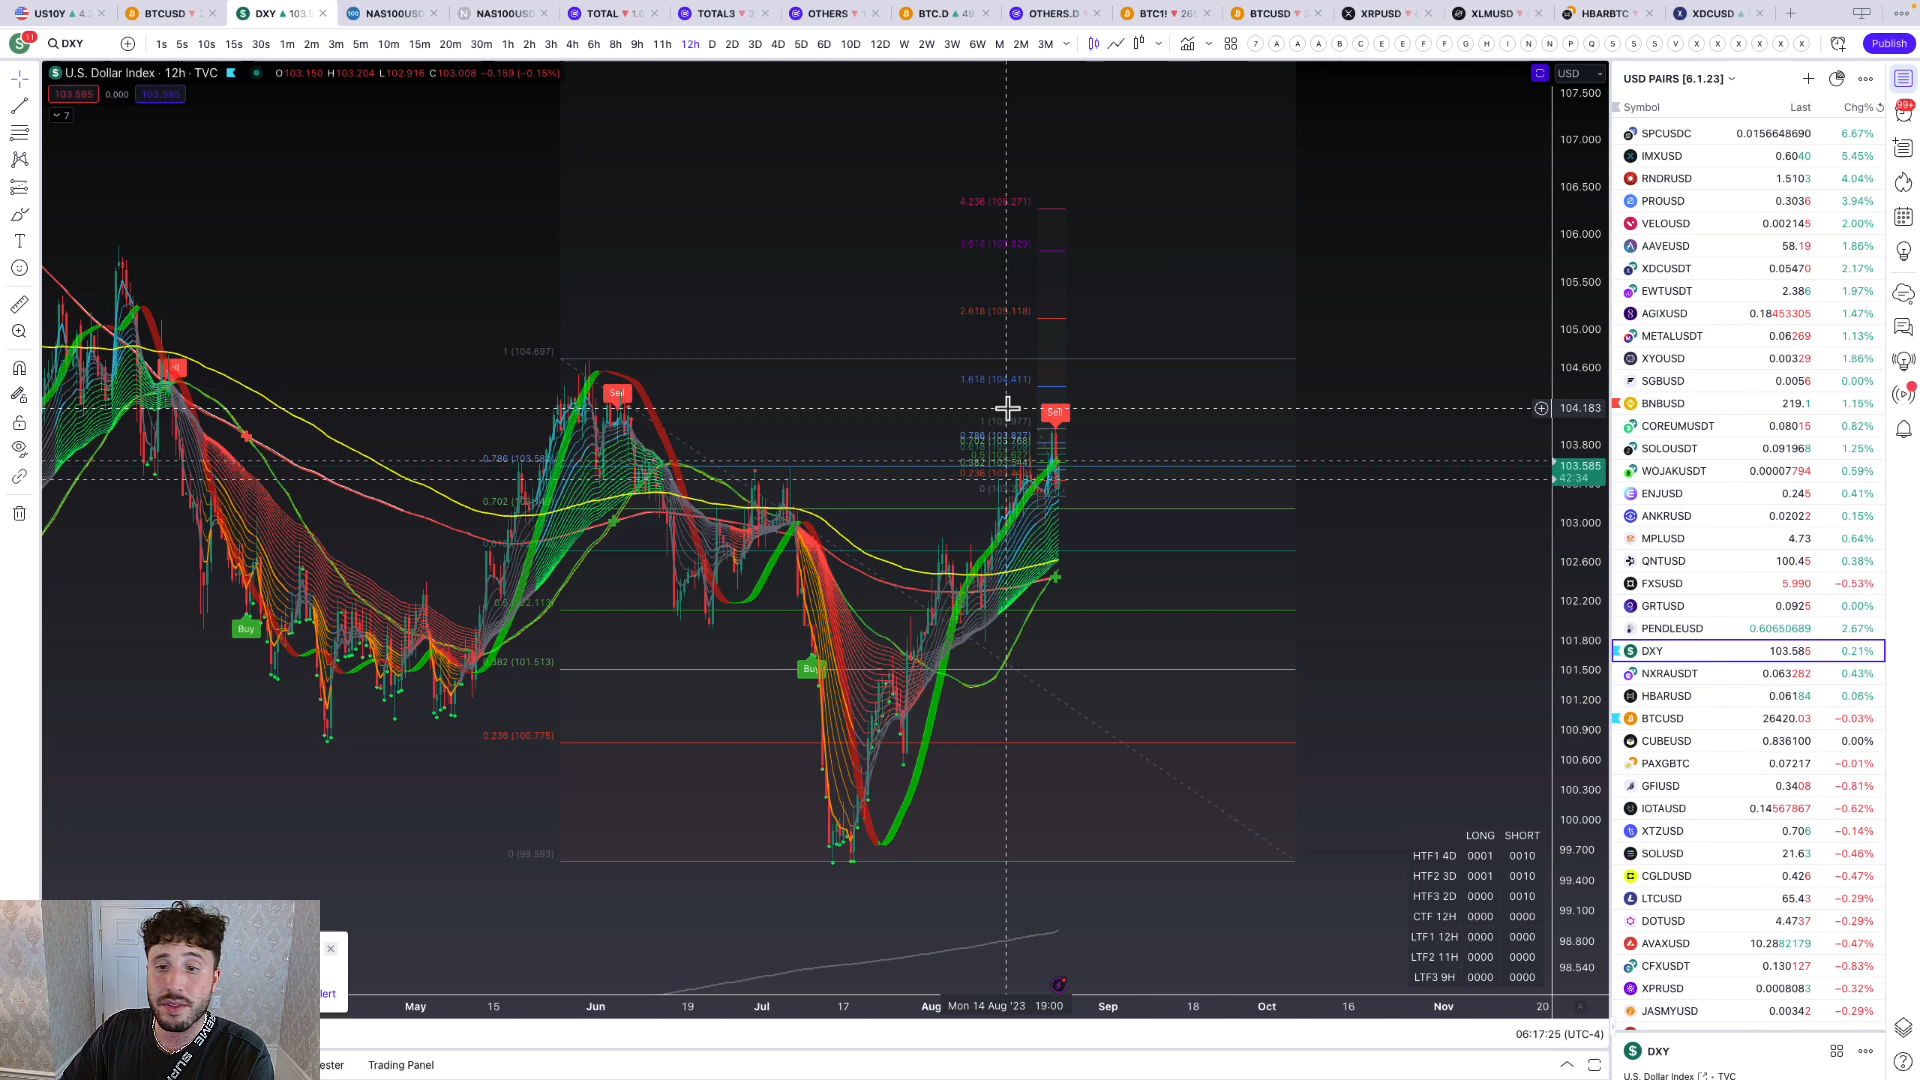 US10Y
BTCUSD
DXY ▲ 103.5
NAS100USD
NAS100USD
TOTAL ▼ 1.0
TOTAL3
OTHERS ▼ 1
BTC.D ▲ 49
OTHERS.D
BTC1! ▼ 26
BTCUSD ▼ 2
XRPUSD
XLMUSD
HBARBTC
XDCUSD
11
DXY
1s 5s 10s 15s 30s 1m 2m 3m 5m 10m 15m 20m 30m 1h 2h 3h 4h 6h 8h 9h 11h 12h D 2D 3D 4D 5D 6D 10D 12D W 2W 3W 6W M 2M 3M
7 A A A B C E E F F G H I N N P Q S S S V X X X X X X
Publish
U.S. Dollar Index · 12h · TVC
O103.150 H103.204 L102.916 C103.008 −0.159 (−0.15%)
103.585 0.000 103.585
7
USD
107.500
107.000
106.500
106.000
105.500
105.000
104.600
104.183
103.800
103.585
42:34
103.000
102.600
102.200
101.800
101.500
101.200
100.900
100.600
100.300
100.000
99.700
99.400
99.100
98.800
98.540
4.236 (106.271)
2.618 (105.118)
1.618 (104.411)
1 (104.697)
0.786 (103.827)
0.236 (100.775)
0.382 (101.513)
0 (99.593)
Sell
Sell
Buy
Buy
LONG SHORT
HTF1 4D 0001 0010
HTF2 3D 0001 0010
HTF3 2D 0000 0010
CTF 12H 0000 0000
LTF1 12H 0000 0000
LTF2 11H 0000 0000
LTF3 9H 0000 0000
May 15 Jun 19 Jul 17 Aug Mon 14 Aug '23 19:00 Sep 18 Oct 16 Nov 20
06:17:25 (UTC-4)
Trading Panel
USD PAIRS [6.1.23]
Symbol Last Chg%
SPCUSDC 0.0156648690 6.67%
IMXUSD 0.6040 5.45%
RNDRUSD 1.5103 4.04%
PROUSD 0.3036 3.94%
VELOUSD 0.002145 2.00%
AAVEUSD 58.19 1.86%
XDCUSDT 0.05470 2.17%
EWTUSDT 2.386 1.97%
AGIXUSD 0.18453305 1.47%
METALUSDT 0.06269 1.13%
XYOUSD 0.00329 1.86%
SGBUSD 0.0056 0.00%
BNBUSD 219.1 1.15%
COREUMUSDT 0.08015 0.82%
SOLOUSDT 0.091968 1.25%
WOJAKUSDT 0.00007794 0.59%
ENJUSD 0.245 0.41%
ANKRUSD 0.02022 0.15%
MPLUSD 4.73 0.64%
QNTUSD 100.45 0.38%
FXSUSD 5.990 −0.53%
GRTUSD 0.0925 0.00%
PENDLEUSD 0.60650689 2.67%
DXY 103.585 0.21%
NXRAUSDT 0.063282 0.43%
HBARUSD 0.06184 0.06%
BTCUSD 26420.03 −0.03%
CUBEUSD 0.836100 0.00%
PAXGBTC 0.07217 −0.01%
GFIUSD 0.3408 −0.81%
IOTAUSD 0.14567867 −0.62%
XTZUSD 0.706 −0.14%
SOLUSD 21.63 −0.46%
CGLDUSD 0.426 −0.47%
LTCUSD 65.43 −0.29%
DOTUSD 4.4737 −0.29%
AVAXUSD 10.2882179 −0.47%
CFXUSDT 0.130127 −0.83%
XPRUSD 0.0008083 −0.32%
JASMYUSD 0.00342 −0.29%
DXY
U.S. Dollar Index · TVC
99+